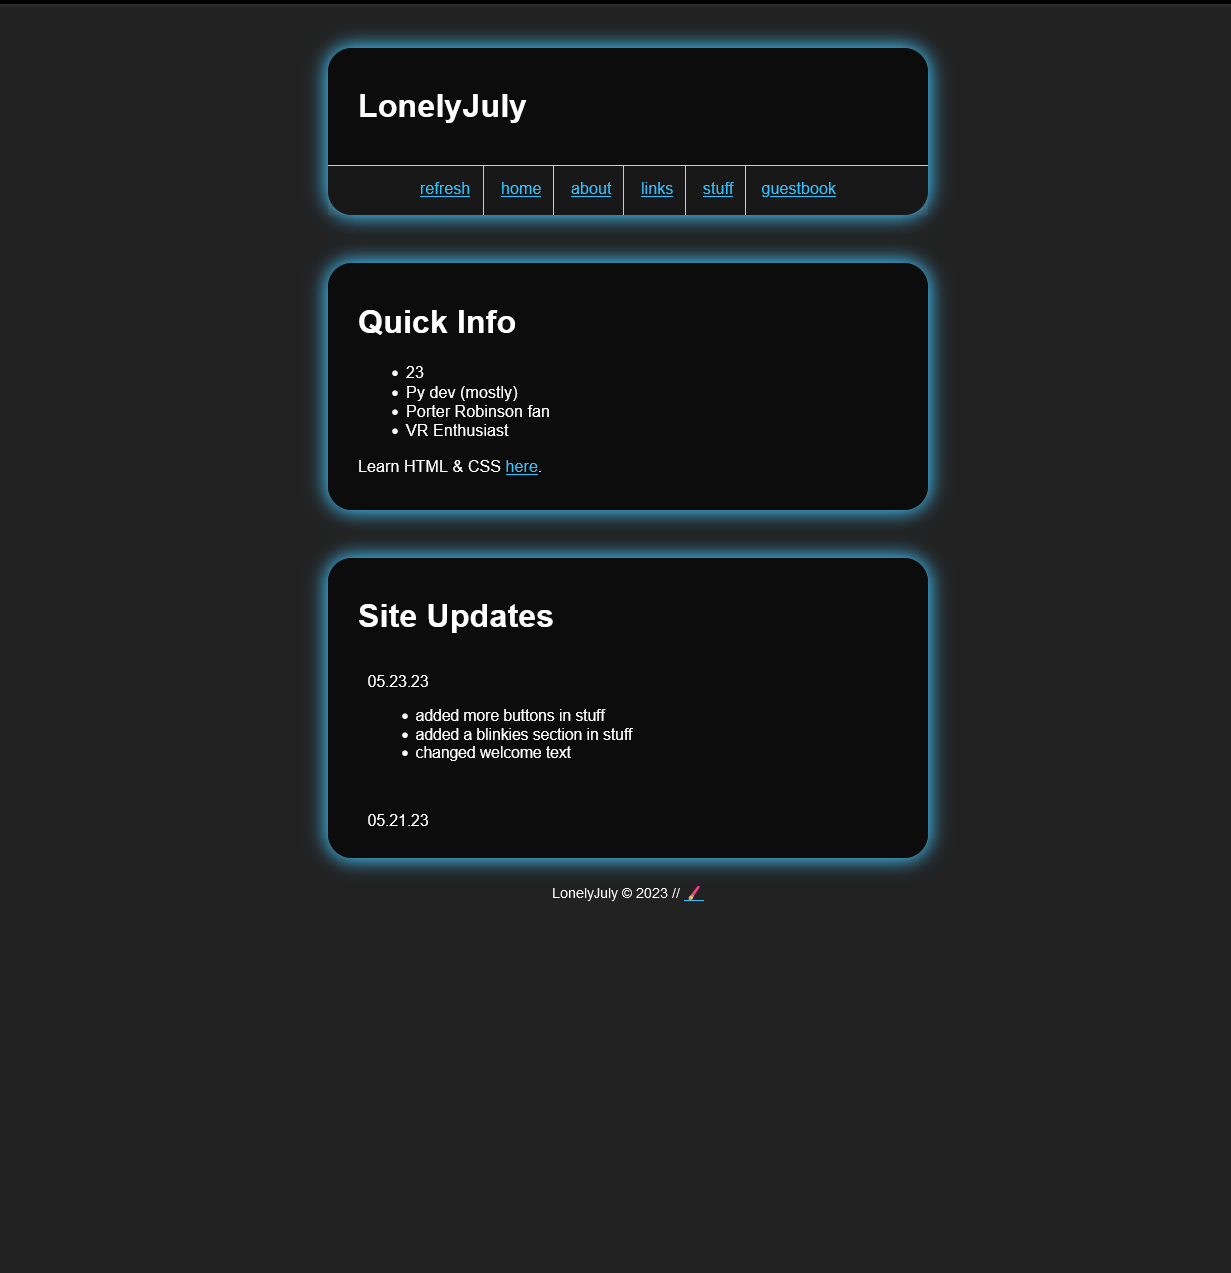 LonelyJuly
refresh home about links stuff guestbook
Quick Info
• 23
• Py dev (mostly)
• Porter Robinson fan
• VR Enthusiast
Learn HTML & CSS here.
Site Updates
05.23.23
• added more buttons in stuff
• added a blinkies section in stuff
• changed welcome text
05.21.23
LonelyJuly © 2023 // 🖌️